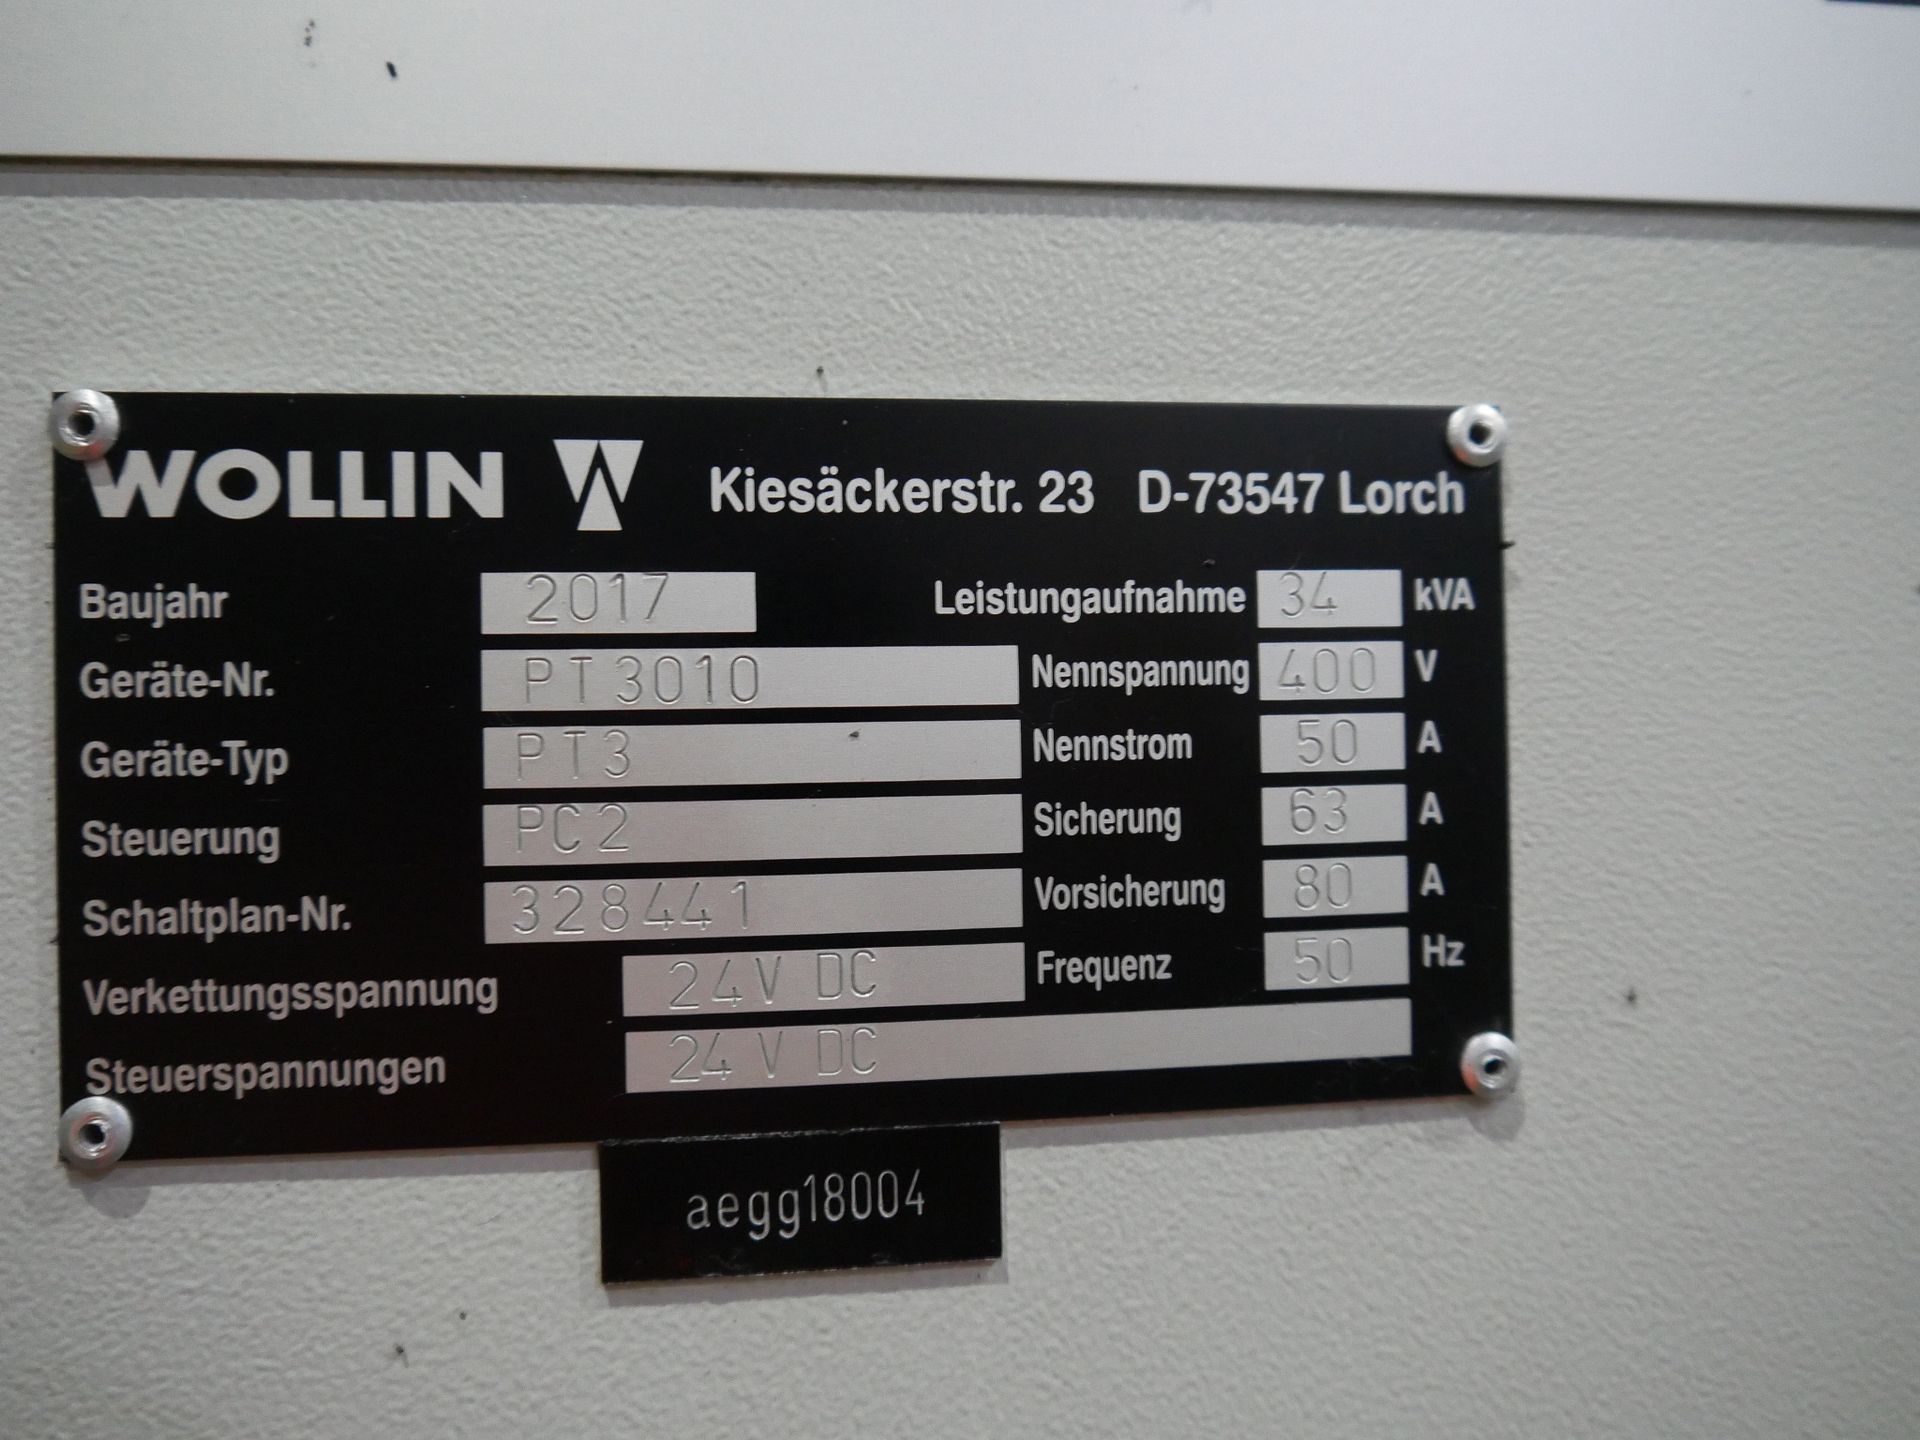 WOLLIN Kiesäckerstr. 23 D-73547 Lorch
Baujahr 2017 Leistungaufnahme 34 kVA
Geräte-Nr. PT3010 Nennspannung 400 V
Geräte-Typ PT3 Nennstrom 50 A
Steuerung PC2 Sicherung 63 A
Schaltplan-Nr. 328441 Vorsicherung 80 A
Verkettungsspannung 24V DC Frequenz 50 Hz
Steuerspannungen 24 V DC
aegg18004